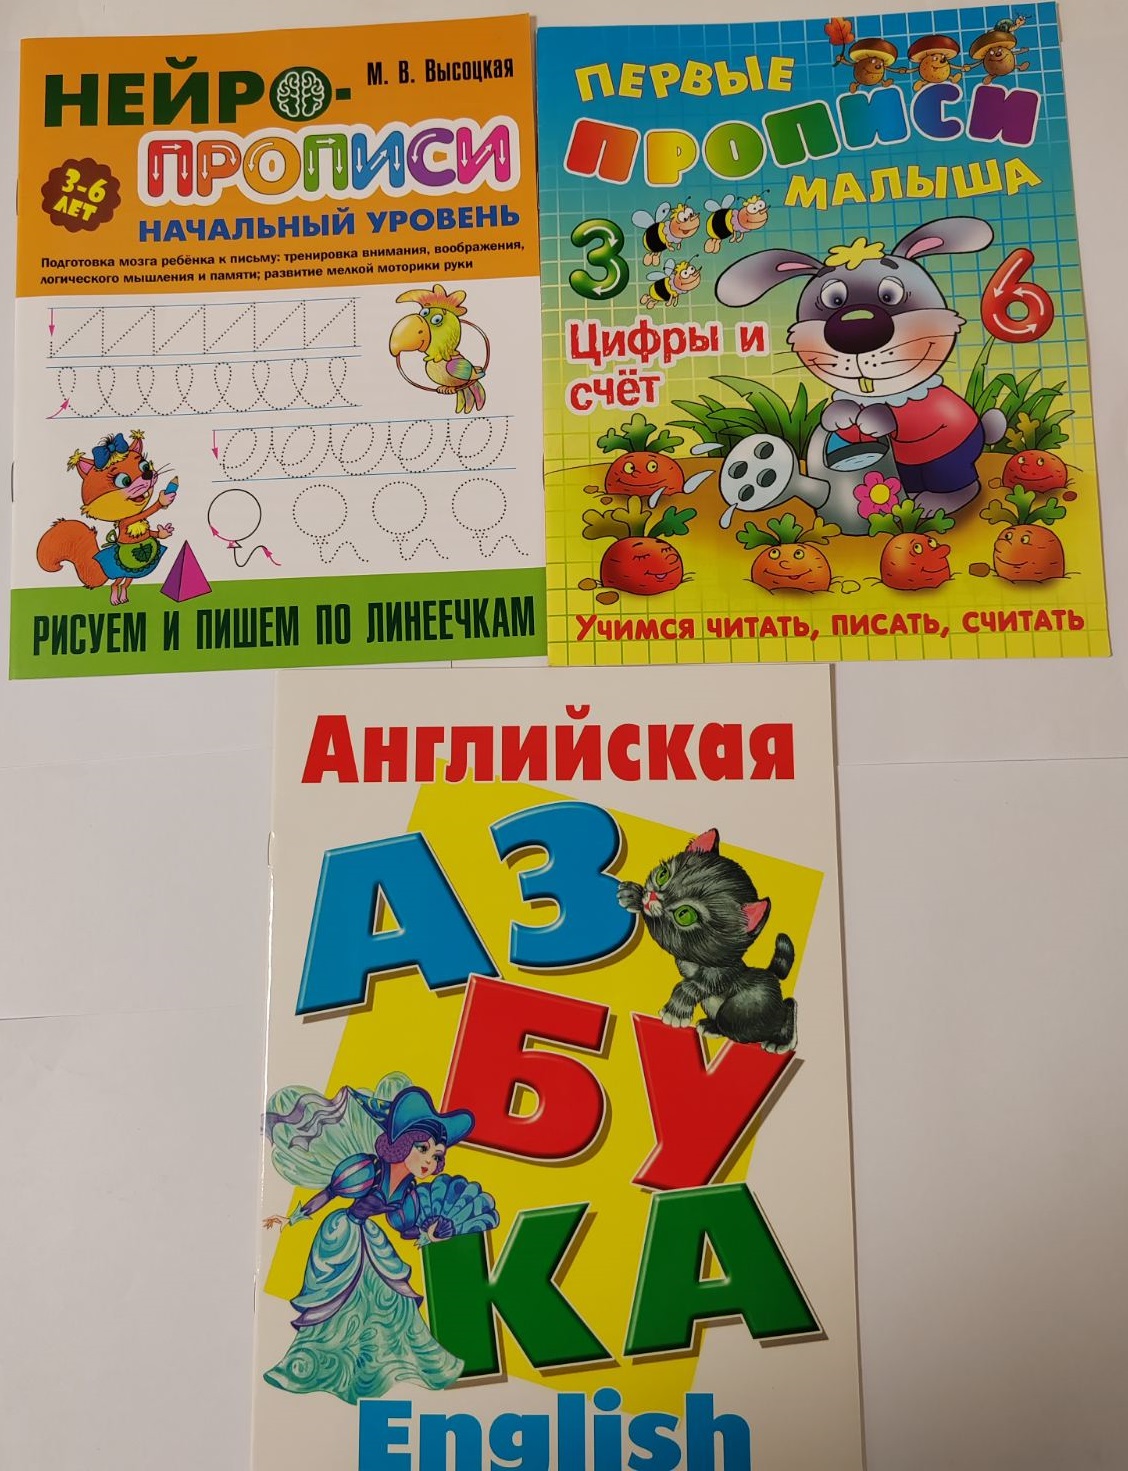 НЕЙРО-
М. В. Высоцкая
ПРОПИСИ
3-6
ЛЕТ
НАЧАЛЬНЫЙ УРОВЕНЬ
Подготовка мозга ребёнка к письму: тренировка внимания, воображения,
логического мышления и памяти; развитие мелкой моторики руки
РИСУЕМ И ПИШЕМ ПО ЛИНЕЕЧКАМ
ПЕРВЫЕ
ПРОПИСИ
МАЛЫША
3
6
Цифры и
счёт
Учимся читать, писать, считать
Английская
АЗ
БУ
КА
English